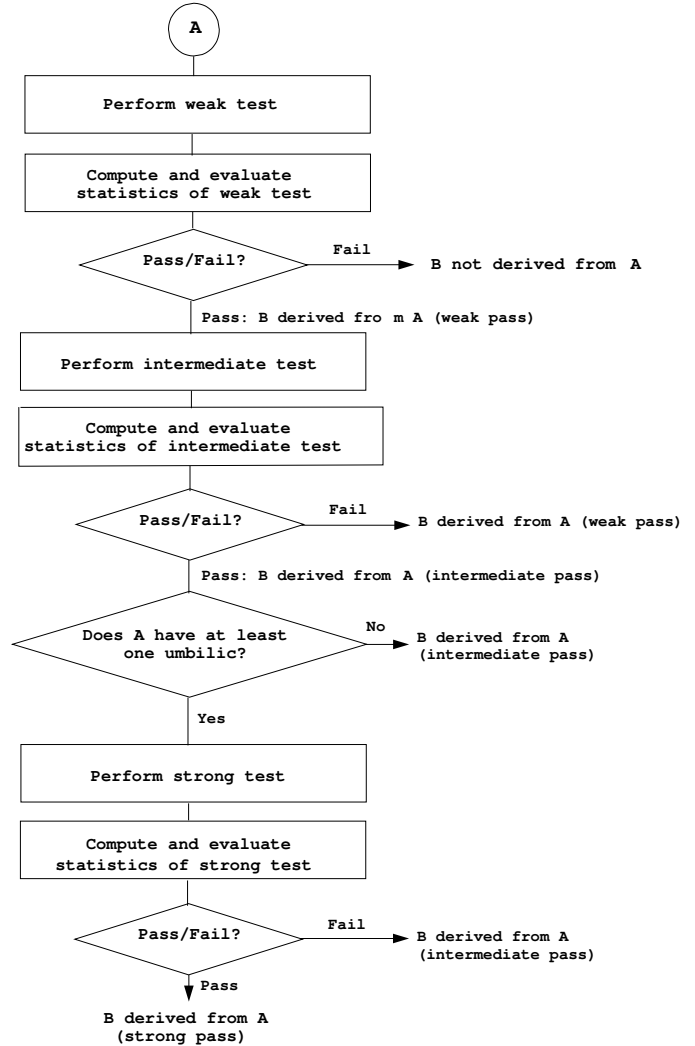 A
Perform weak test
Compute and evaluate
statistics of weak test
Pass/Fail?
Fail
B not derived from A
Pass: B derived fro m A (weak pass)
Perform intermediate test
Compute and evaluate
statistics of intermediate test
Pass/Fail?
Fail
B derived from A (weak pass)
Pass: B derived from A (intermediate pass)
Does A have at least
one umbilic?
No
B derived from A
(intermediate pass)
Yes
Perform strong test
Compute and evaluate
statistics of strong test
Pass/Fail?
Fail
B derived from A
(intermediate pass)
Pass
B derived from A
(strong pass)